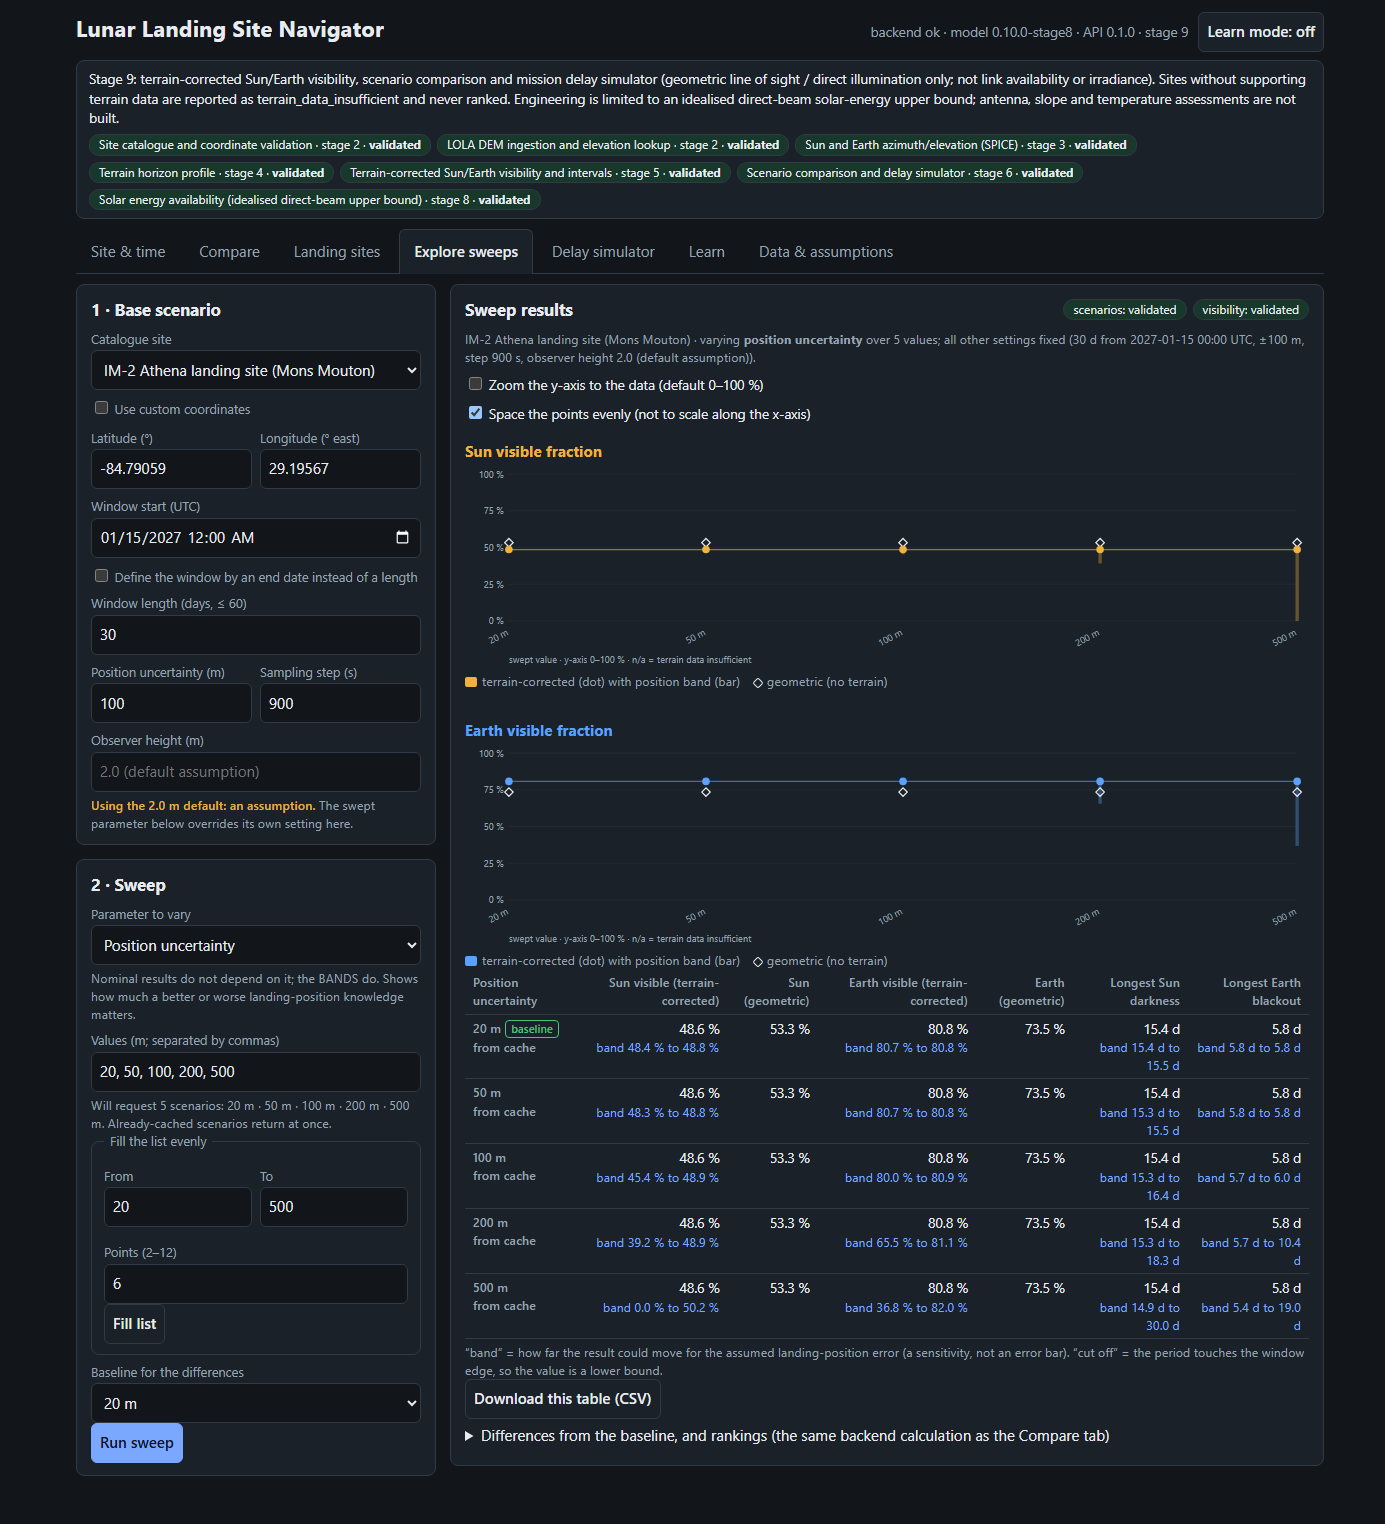 Lunar Landing Site Navigator
backend ok · model 0.10.0-stage8 · API 0.1.0 · stage 9
Learn mode: off
Stage 9: terrain-corrected Sun/Earth visibility, scenario comparison and mission delay simulator (geometric line of sight / direct illumination only; not link availability or irradiance). Sites without supporting
terrain data are reported as terrain_data_insufficient and never ranked. Engineering is limited to an idealised direct-beam solar-energy upper bound; antenna, slope and temperature assessments are not
built.
Site catalogue and coordinate validation · stage 2 · validated
LOLA DEM ingestion and elevation lookup · stage 2 · validated
Sun and Earth azimuth/elevation (SPICE) · stage 3 · validated
Terrain horizon profile · stage 4 · validated
Terrain-corrected Sun/Earth visibility and intervals · stage 5 · validated
Scenario comparison and delay simulator · stage 6 · validated
Solar energy availability (idealised direct-beam upper bound) · stage 8 · validated
Site & time
Compare
Landing sites
Explore sweeps
Delay simulator
Learn
Data & assumptions
1 · Base scenario
Catalogue site
IM-2 Athena landing site (Mons Mouton)
Use custom coordinates
Latitude (°)
Longitude (° east)
-84.79059
29.19567
Window start (UTC)
01/15/2027 12:00 AM
Define the window by an end date instead of a length
Window length (days, ≤ 60)
30
Position uncertainty (m)
Sampling step (s)
100
900
Observer height (m)
2.0 (default assumption)
Using the 2.0 m default: an assumption. The swept
parameter below overrides its own setting here.
2 · Sweep
Parameter to vary
Position uncertainty
Nominal results do not depend on it; the BANDS do. Shows
how much a better or worse landing-position knowledge
matters.
Values (m; separated by commas)
20, 50, 100, 200, 500
Will request 5 scenarios: 20 m · 50 m · 100 m · 200 m · 500
m. Already-cached scenarios return at once.
Fill the list evenly
From
To
20
500
Points (2–12)
6
Fill list
Baseline for the differences
20 m
Run sweep
Sweep results
scenarios: validated
visibility: validated
IM-2 Athena landing site (Mons Mouton) · varying position uncertainty over 5 values; all other settings fixed (30 d from 2027-01-15 00:00 UTC, ±100 m,
step 900 s, observer height 2.0 (default assumption)).
Zoom the y-axis to the data (default 0–100 %)
Space the points evenly (not to scale along the x-axis)
Sun visible fraction
100 %
75 %
50 %
25 %
0 %
20 m
50 m
100 m
200 m
500 m
swept value · y-axis 0–100 % · n/a = terrain data insufficient
terrain-corrected (dot) with position band (bar)
geometric (no terrain)
Earth visible fraction
100 %
75 %
50 %
25 %
0 %
20 m
50 m
100 m
200 m
500 m
swept value · y-axis 0–100 % · n/a = terrain data insufficient
terrain-corrected (dot) with position band (bar)
geometric (no terrain)
Position Sun visible (terrain- Sun Earth visible (terrain- Earth Longest Sun Longest Earth
uncertainty corrected) (geometric) corrected) (geometric) darkness blackout
20 m baseline 48.6 % 53.3 % 80.8 % 73.5 % 15.4 d 5.8 d
from cache band 48.4 % to 48.8 % band 80.7 % to 80.8 % band 15.4 d to band 5.8 d to 5.8 d
15.5 d
50 m 48.6 % 53.3 % 80.8 % 73.5 % 15.4 d 5.8 d
from cache band 48.3 % to 48.8 % band 80.7 % to 80.8 % band 15.3 d to band 5.8 d to 5.8 d
15.5 d
100 m 48.6 % 53.3 % 80.8 % 73.5 % 15.4 d 5.8 d
from cache band 45.4 % to 48.9 % band 80.0 % to 80.9 % band 15.3 d to band 5.7 d to 6.0 d
16.4 d
200 m 48.6 % 53.3 % 80.8 % 73.5 % 15.4 d 5.8 d
from cache band 39.2 % to 48.9 % band 65.5 % to 81.1 % band 15.3 d to band 5.7 d to 10.4
18.3 d d
500 m 48.6 % 53.3 % 80.8 % 73.5 % 15.4 d 5.8 d
from cache band 0.0 % to 50.2 % band 36.8 % to 82.0 % band 14.9 d to band 5.4 d to 19.0
30.0 d d
“band” = how far the result could move for the assumed landing-position error (a sensitivity, not an error bar). “cut off” = the period touches the window
edge, so the value is a lower bound.
Download this table (CSV)
Differences from the baseline, and rankings (the same backend calculation as the Compare tab)